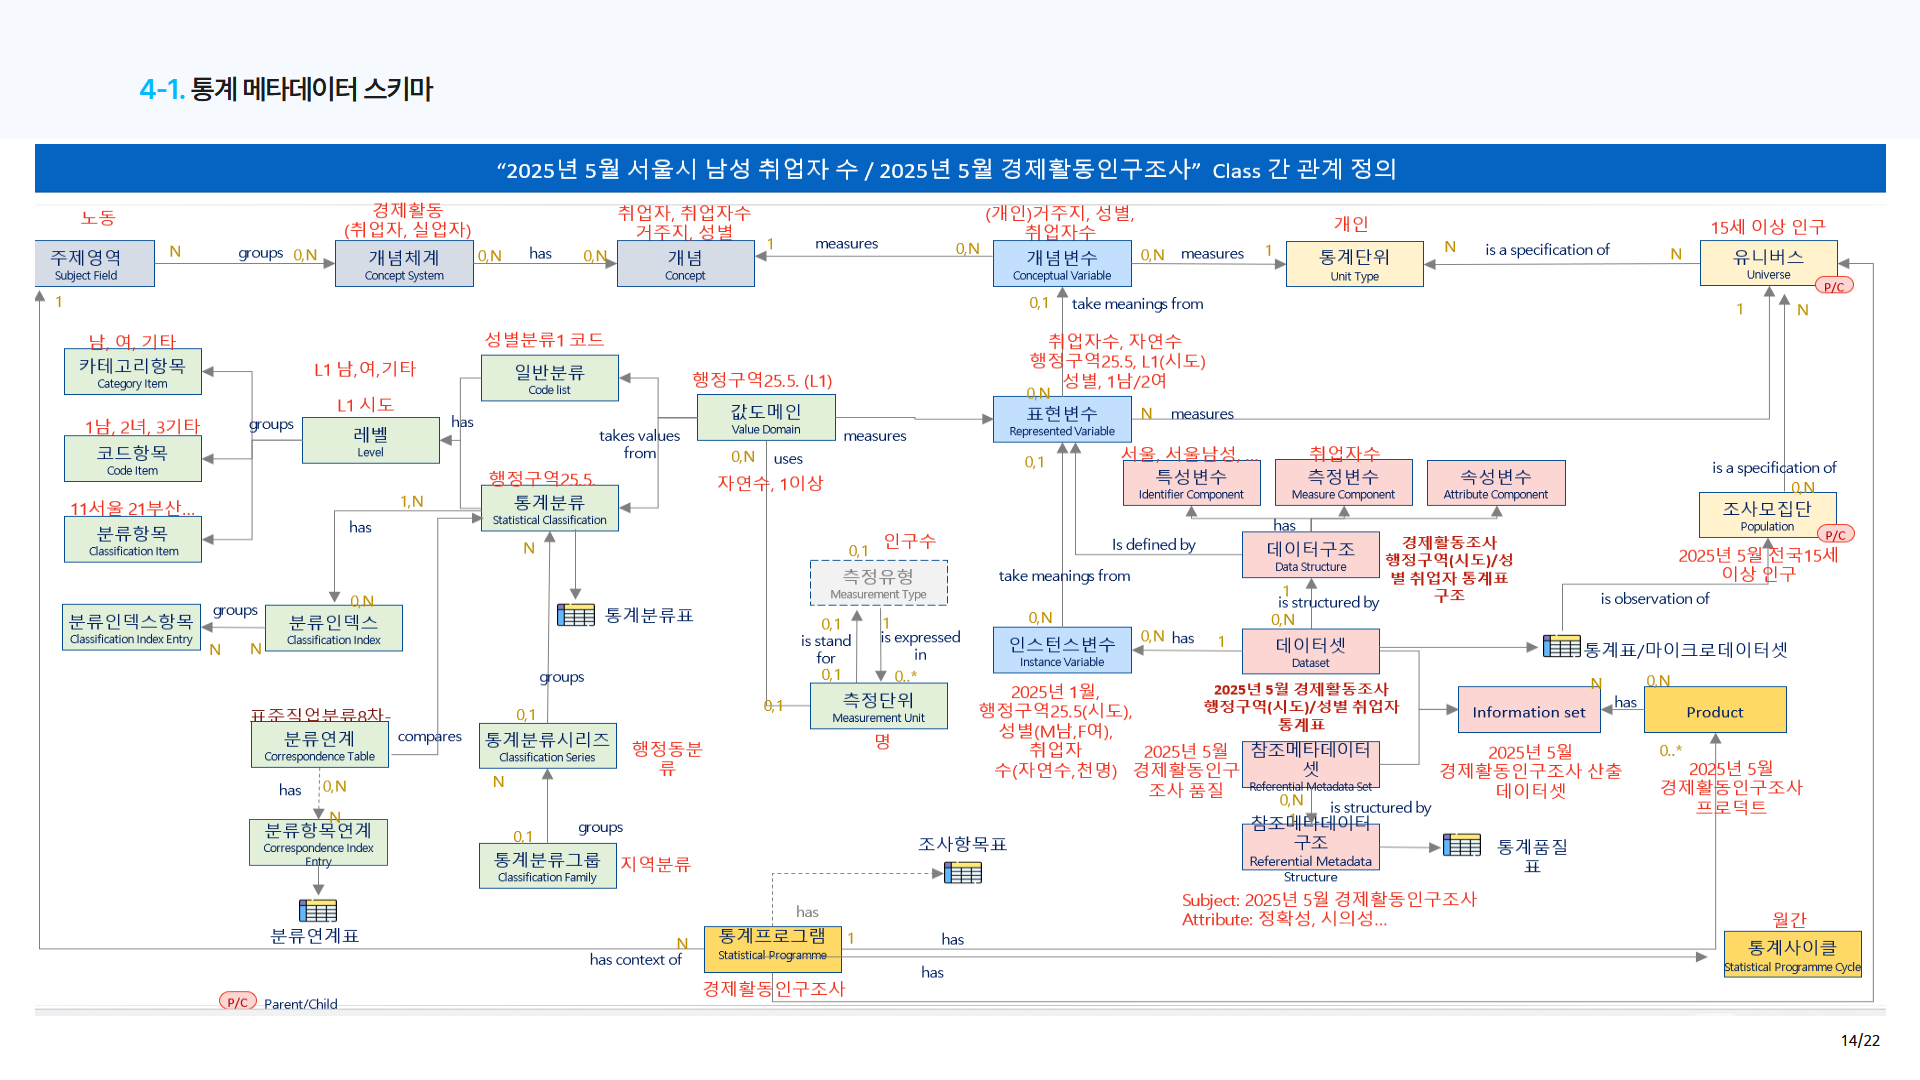 4-1. 통계 메타데이터 스키마
“2025년 5월 서울시 남성 취업자 수 / 2025년 5월 경제활동인구조사” Class 간 관계 정의
노동
주제영역
Subject Field
N
groups
0,N
1
경제활동
(취업자, 실업자)
개념체계
Concept System
0,N
has
0,N
취업자, 취업자수
거주지, 성별
개념
Concept
1
measures
0,N
(개인)거주지, 성별,
취업자수
개념변수
Conceptual Variable
0,N
measures
1
개인
통계단위
Unit Type
N
is a specification of
N
15세 이상 인구
유니버스
Universe
P/C
1
N
0,1
take meanings from
남, 여, 기타
카테고리항목
Category Item
1남, 2녀, 3기타
코드항목
Code Item
11서울 21부산...
분류항목
Classification Item
groups
L1 남,여,기타
L1 시도
레벨
Level
has
성별분류1 코드
일반분류
Code list
행정구역25.5.
통계분류
Statistical Classification
takes values
from
행정구역25.5. (L1)
값도메인
Value Domain
measures
0,N
uses
자연수, 1이상
취업자수, 자연수
행정구역25.5, L1(시도)
성별, 1남/2여
0,N
표현변수
Represented Variable
N
measures
0,1
서울, 서울남성, ...
특성변수
Identifier Component
취업자수
측정변수
Measure Component
속성변수
Attribute Component
has
is a specification of
0,N
조사모집단
Population
P/C
2025년 5월 전국15세
이상 인구
Is defined by
데이터구조
Data Structure
경제활동조사
행정구역(시도)/성
별 취업자 통계표
구조
1,N
has
N
0,N
분류인덱스항목
Classification Index Entry
groups
N
N
분류인덱스
Classification Index
통계분류표
0,1
인구수
측정유형
Measurement Type
0,1
is stand
for
0,1
1
is expressed
in
0..*
0,1
측정단위
Measurement Unit
명
take meanings from
0,N
인스턴스변수
Instance Variable
0,N
has
1
1
is structured by
0,N
데이터셋
Dataset
is observation of
통계표/마이크로데이터셋
2025년 1월,
행정구역25.5(시도),
성별(M남,F여),
취업자
수(자연수,천명)
2025년 5월 경제활동조사
행정구역(시도)/성별 취업자
통계표
N
Information set
has
0,N
Product
0..*
2025년 5월
경제활동인구조사 산출
데이터셋
2025년 5월
경제활동인구조사
프로덕트
2025년 5월
경제활동인구
조사 품질
참조메타데이터
셋
Referential Metadata Set
0,N
is structured by
참조메타데이터
구조
Referential Metadata
Structure
통계품질
표
Subject: 2025년 5월 경제활동인구조사
Attribute: 정확성, 시의성...
표준직업분류8차-
분류연계
Correspondence Table
compares
has
0,N
N
분류항목연계
Correspondence Index
Entry
분류연계표
groups
0,1
통계분류시리즈
Classification Series
행정동분
류
N
groups
0,1
통계분류그룹
Classification Family
지역분류
조사항목표
has
통계프로그램
Statistical Programme
경제활동인구조사
N
has context of
1
has
has
월간
통계사이클
Statistical Programme Cycle
P/C
Parent/Child
14/22